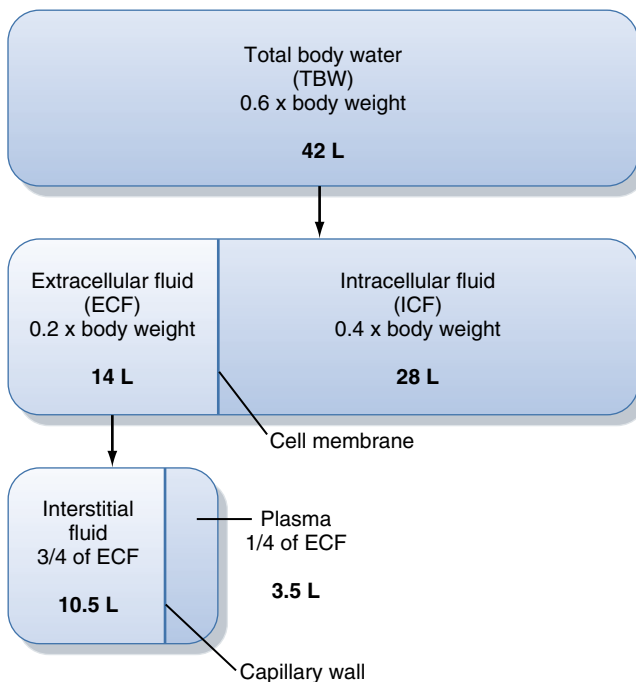 Total body water
(TBW)
0.6 x body weight
42 L
Extracellular fluid
(ECF)
0.2 x body weight
14 L
Intracellular fluid
(ICF)
0.4 x body weight
28 L
Cell membrane
Interstitial
fluid
3/4 of ECF
10.5 L
Plasma
1/4 of ECF
3.5 L
Capillary wall